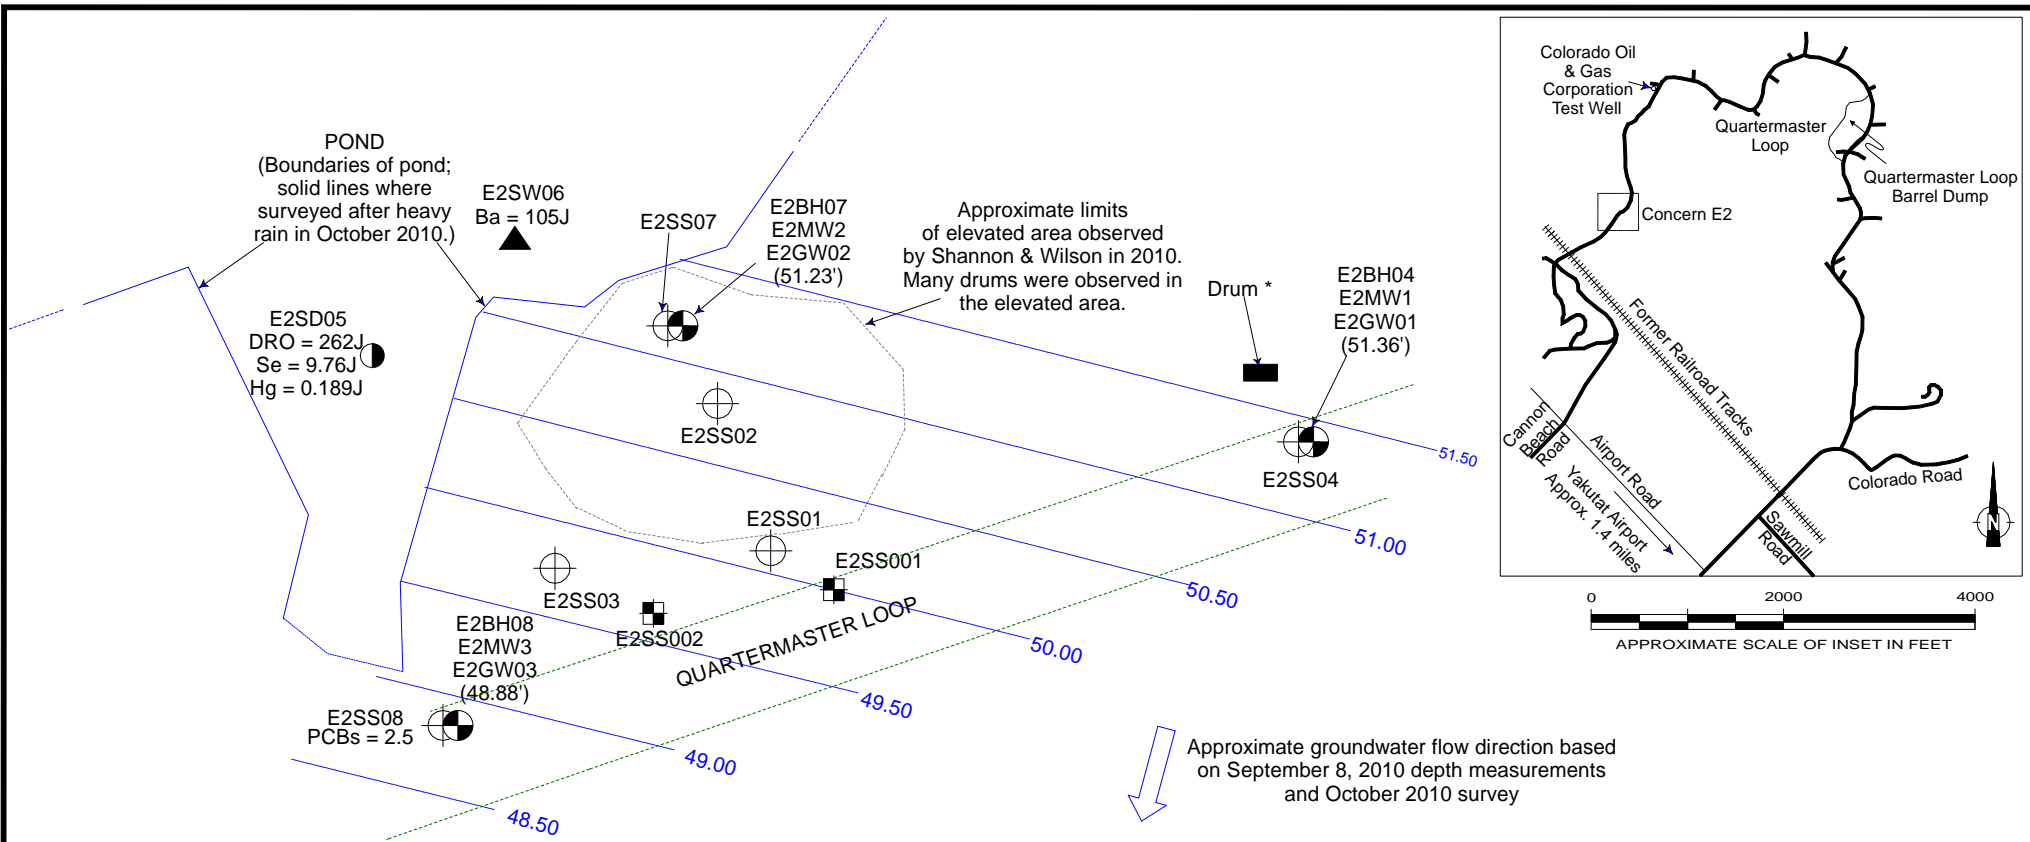 POND
(Boundaries of pond;
solid lines where
surveyed after heavy
rain in October 2010.)
E2SW06
Ba = 105J
E2SS07
E2BH07
E2MW2
E2GW02
(51.23')
Approximate limits
of elevated area observed
by Shannon & Wilson in 2010.
Many drums were observed in
the elevated area.
Drum *
E2BH04
E2MW1
E2GW01
(51.36')
E2SD05
DRO = 262J
Se = 9.76J
Hg = 0.189J
E2SS02
E2SS04
51.50
E2SS01
E2SS001
51.00
50.50
E2SS03
E2SS002
QUARTERMASTER LOOP
50.00
E2BH08
E2MW3
E2GW03
(48.88')
49.50
E2SS08
PCBs = 2.5
49.00
48.50
Approximate groundwater flow direction based
on September 8, 2010 depth measurements
and October 2010 survey
Colorado Oil
& Gas
Corporation
Test Well
Quartermaster
Loop
Quartermaster Loop
Barrel Dump
Concern E2
Former Railroad Tracks
Cannon
Beach
Road
Airport Road
Yakutat Airport
Approx. 1.4 miles
Sawmill
Road
Colorado Road
N
0 2000 4000
APPROXIMATE SCALE OF INSET IN FEET